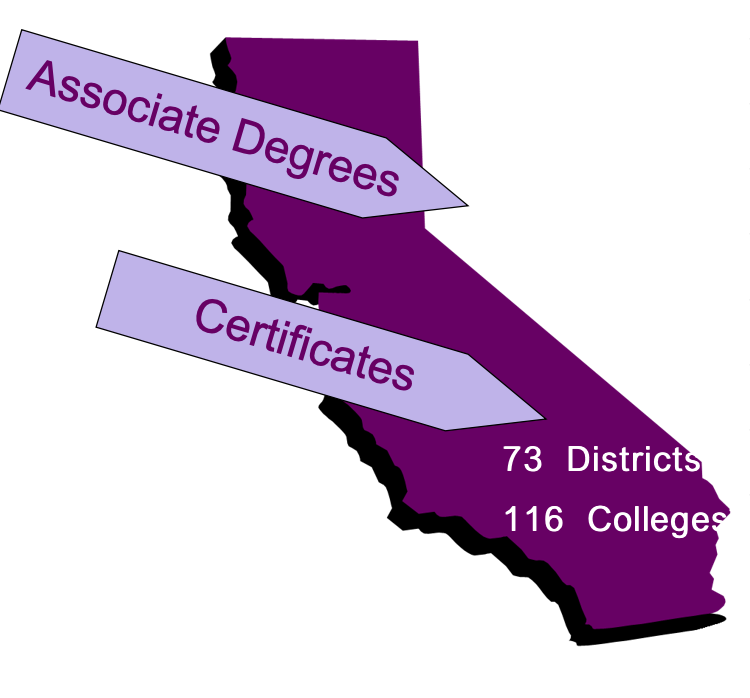 Associate Degrees
Certificates
73 Districts
116 Colleges